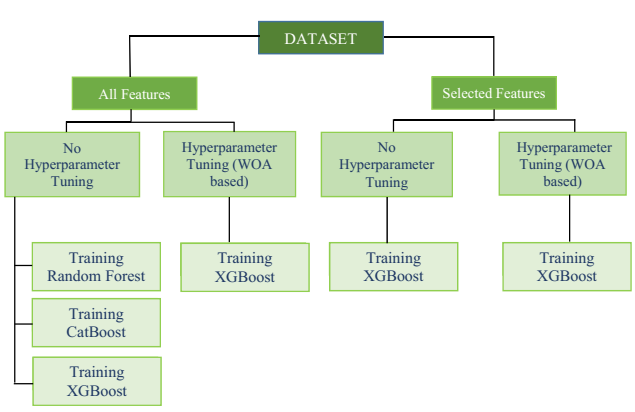 DATASET
All Features
Selected Features
No
Hyperparameter
Tuning
Hyperparameter
Tuning (WOA
based)
No
Hyperparameter
Tuning
Hyperparameter
Tuning (WOA
based)
Training
Random Forest
Training
XGBoost
Training
XGBoost
Training
XGBoost
Training
CatBoost
Training
XGBoost